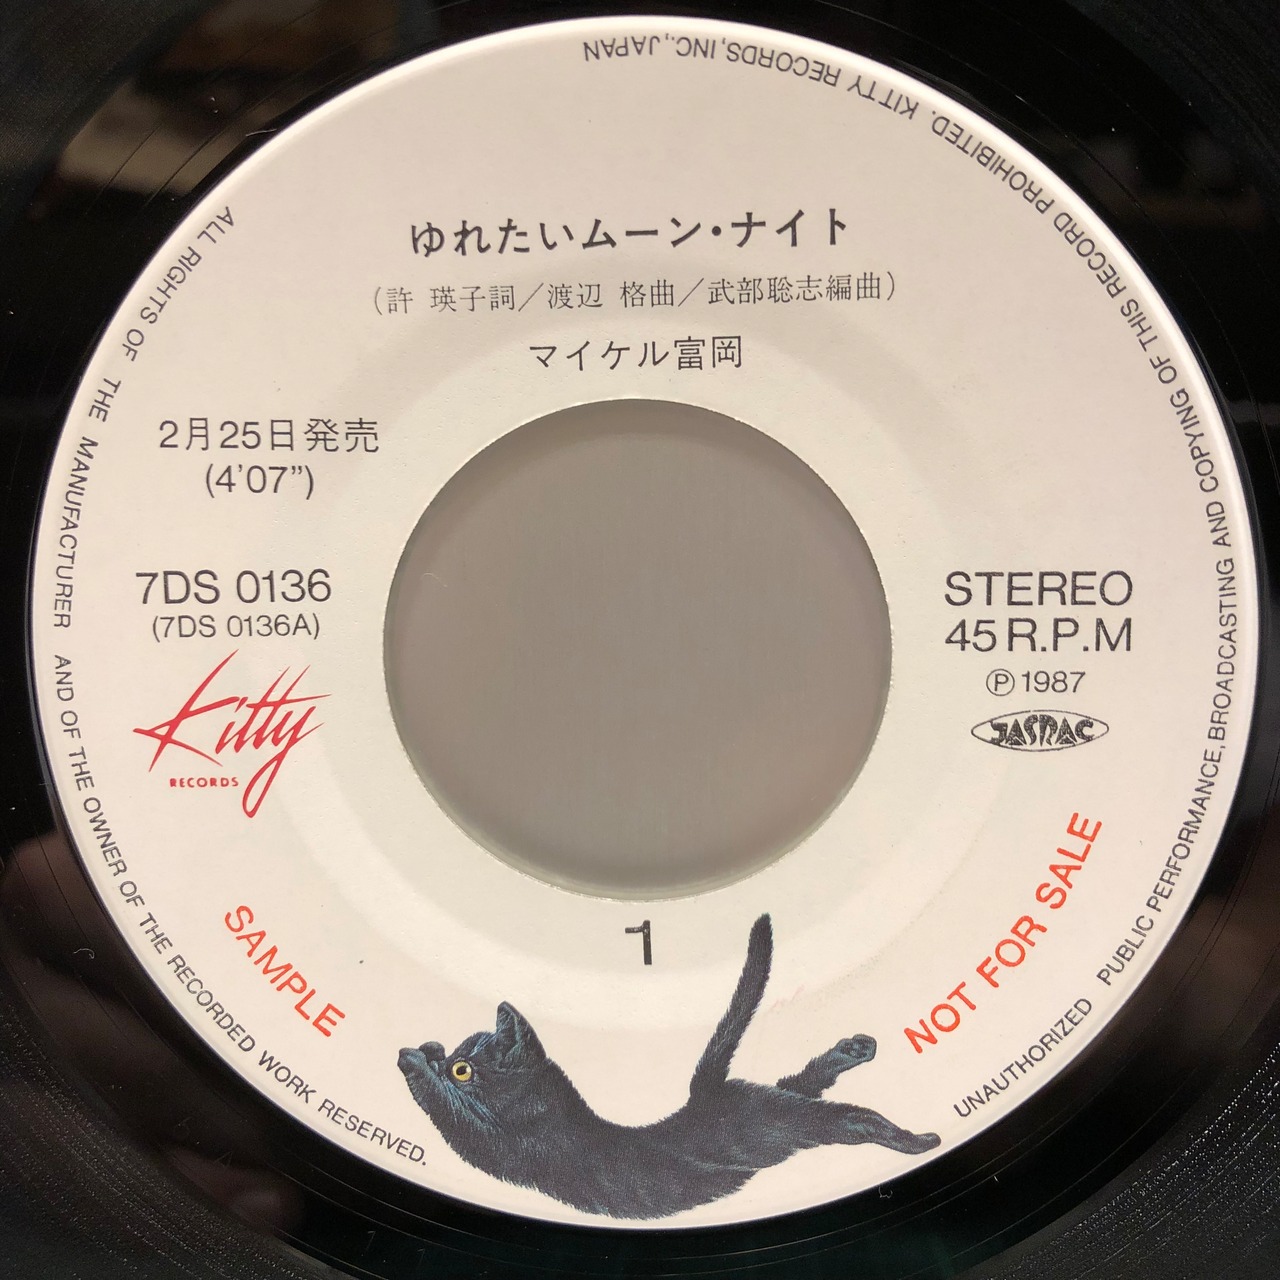 ゆれたいムーン・ナイト
(許 瑛子詞／渡辺 格曲／武部聡志編曲)
マイケル富岡
2月25日発売
(4'07")
7DS 0136
(7DS 0136A)
Kitty
RECORDS
STEREO
45 R.P.M
Ⓟ 1987
JASRAC
SAMPLE
NOT FOR SALE
1
ALL RIGHTS OF THE MANUFACTURER AND OF THE OWNER OF THE RECORDED WORK RESERVED.
UNAUTHORIZED PUBLIC PERFORMANCE, BROADCASTING AND COPYING OF THIS RECORD PROHIBITED. KITTY RECORDS, INC., JAPAN